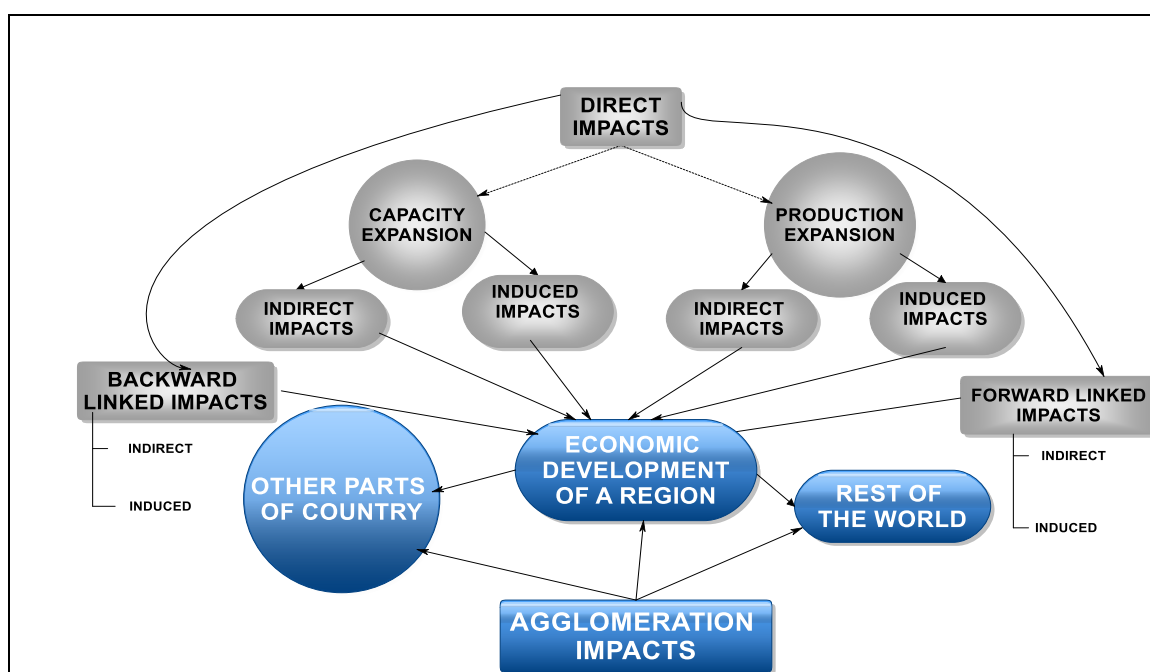 DIRECT
IMPACTS
CAPACITY
EXPANSION
PRODUCTION
EXPANSION
INDIRECT
IMPACTS
INDUCED
IMPACTS
INDIRECT
IMPACTS
INDUCED
IMPACTS
BACKWARD
LINKED IMPACTS
INDIRECT
INDUCED
FORWARD LINKED
IMPACTS
INDIRECT
INDUCED
ECONOMIC
DEVELOPMENT
OF A REGION
OTHER PARTS
OF COUNTRY
REST OF
THE WORLD
AGGLOMERATION
IMPACTS